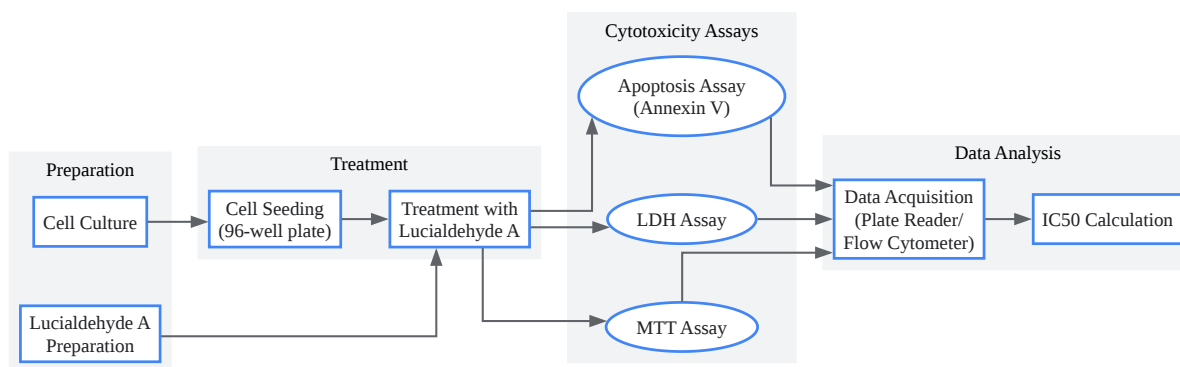 Preparation
Cell Culture
Lucialdehyde A
Preparation
Treatment
Cell Seeding
(96-well plate)
Treatment with
Lucialdehyde A
Cytotoxicity Assays
Apoptosis Assay
(Annexin V)
LDH Assay
MTT Assay
Data Analysis
Data Acquisition
(Plate Reader/
Flow Cytometer)
IC50 Calculation